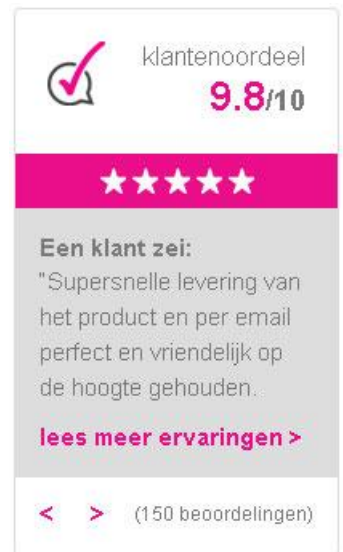 klantenoordeel
9.8/10
Een klant zei:
"Supersnelle levering van
het product en per email
perfect en vriendelijk op
de hoogte gehouden.
lees meer ervaringen >
< > (150 beoordelingen)